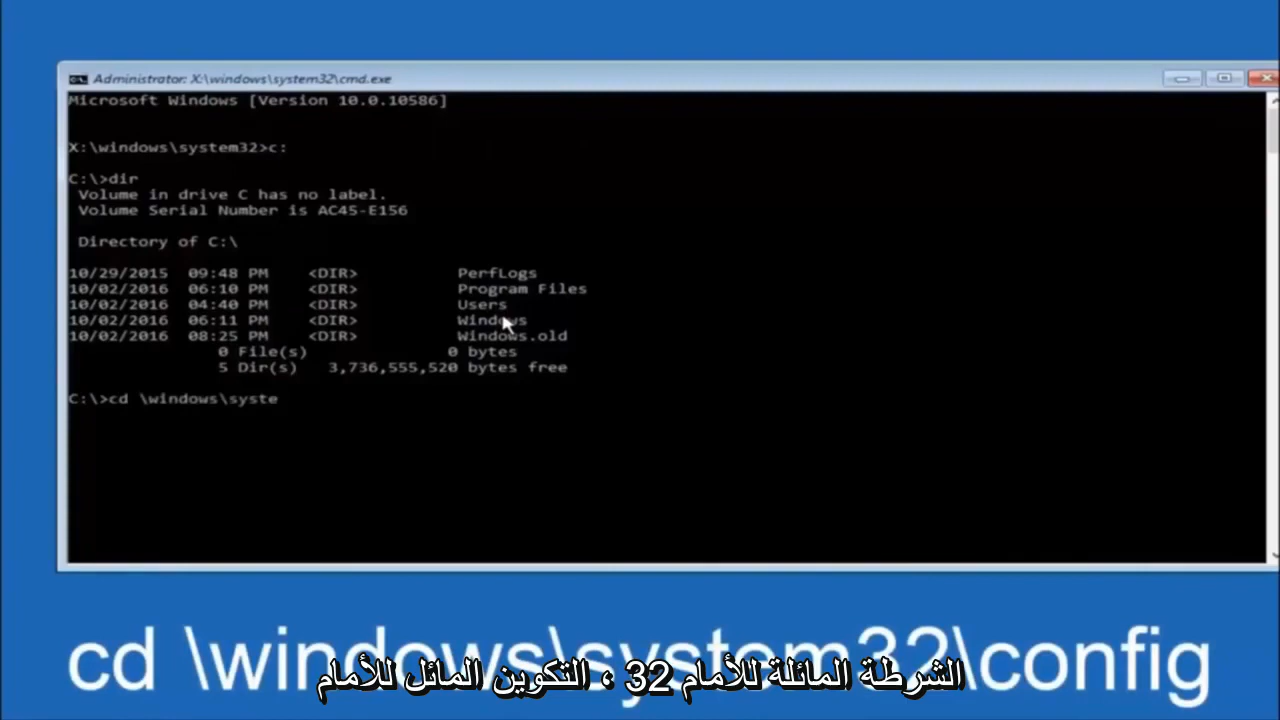 Administrator: X:\windows\system32\cmd.exe
Microsoft Windows [Version 10.0.10586]
X:\windows\system32>c:
C:\>dir
Volume in drive C has no label.
Volume Serial Number is AC45-E156
Directory of C:\
10/29/2015 09:48 PM <DIR> PerfLogs
10/02/2016 06:10 PM <DIR> Program Files
10/02/2016 04:40 PM <DIR> Users
10/02/2016 06:11 PM <DIR> Windows
10/02/2016 08:25 PM <DIR> Windows.old
0 File(s) 0 bytes
5 Dir(s) 3,736,555,520 bytes free
C:\>cd \windows\syste
cd \windows\system32\config
الشرطة المائلة للأمام 32 ، التكوين المائل للأمام